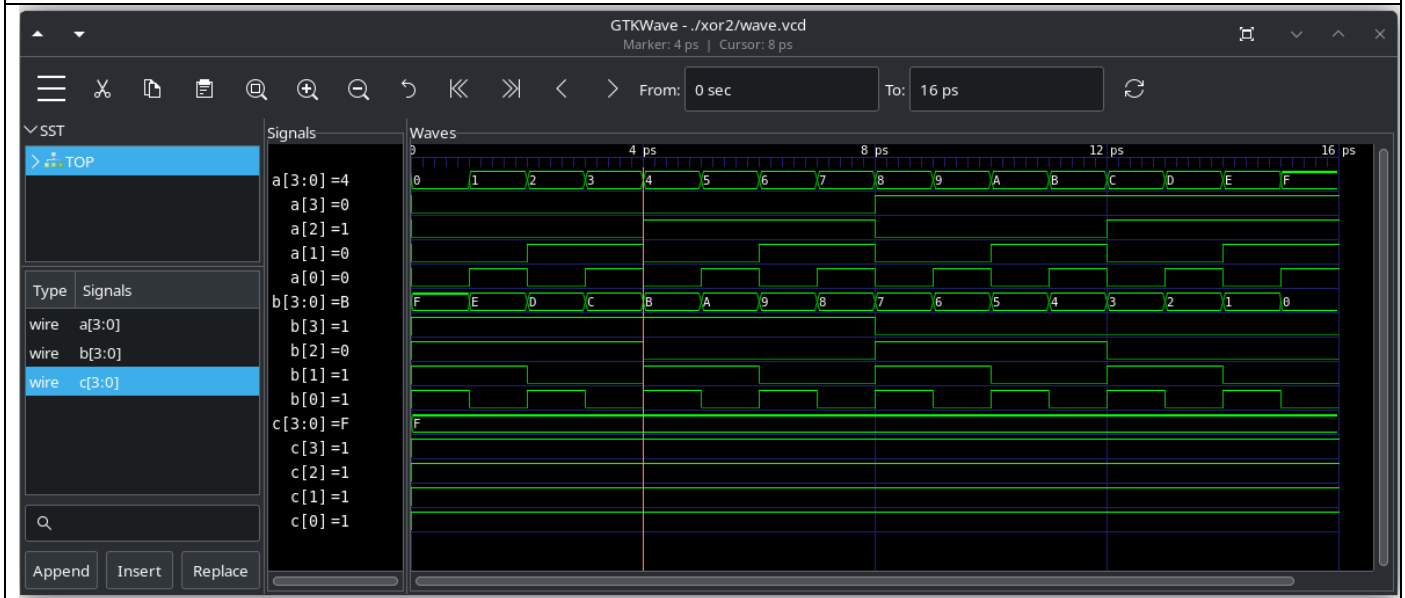 GTKWave - ./xor2/wave.vcd
Marker: 4 ps | Cursor: 8 ps
From: 0 sec To: 16 ps
SST
TOP
Type Signals
wire a[3:0]
wire b[3:0]
wire c[3:0]
Append Insert Replace
Signals
a[3:0]=4
a[3]=0
a[2]=1
a[1]=0
a[0]=0
b[3:0]=B
b[3]=1
b[2]=0
b[1]=1
b[0]=1
c[3:0]=F
c[3]=1
c[2]=1
c[1]=1
c[0]=1
Waves
0 4 ps 8 ps 12 ps 16 ps
0 1 2 3 4 5 6 7 8 9 A B C D E F
F E D C B A 9 8 7 6 5 4 3 2 1 0
F